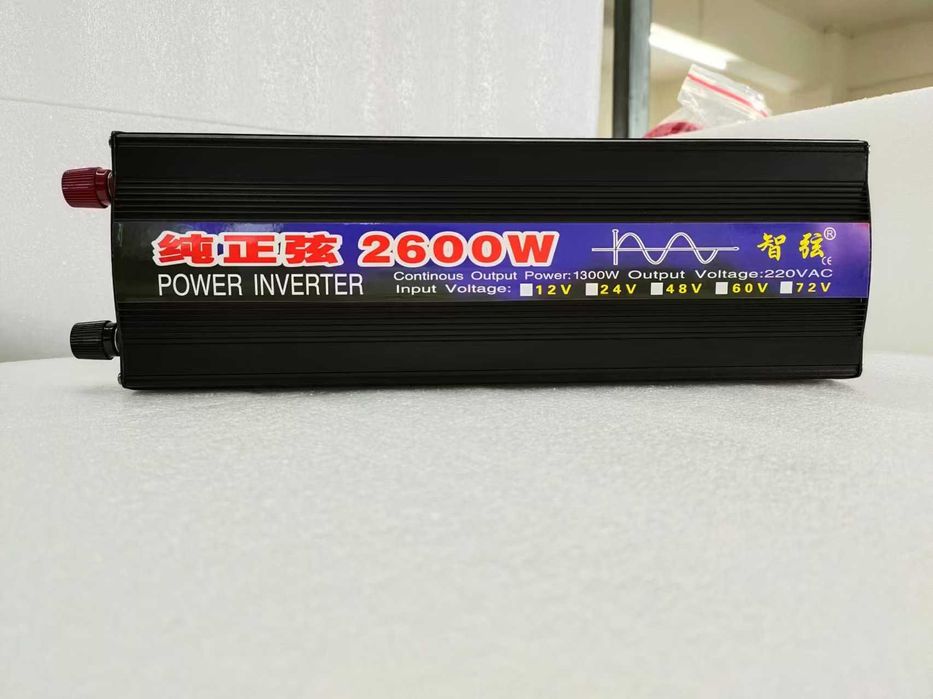 纯正弦 2600W
智弦®
POWER INVERTER
Continous Output Power:1300W Output Voltage:220VAC
CE
Input Voltage: 12V 24V 48V 60V 72V